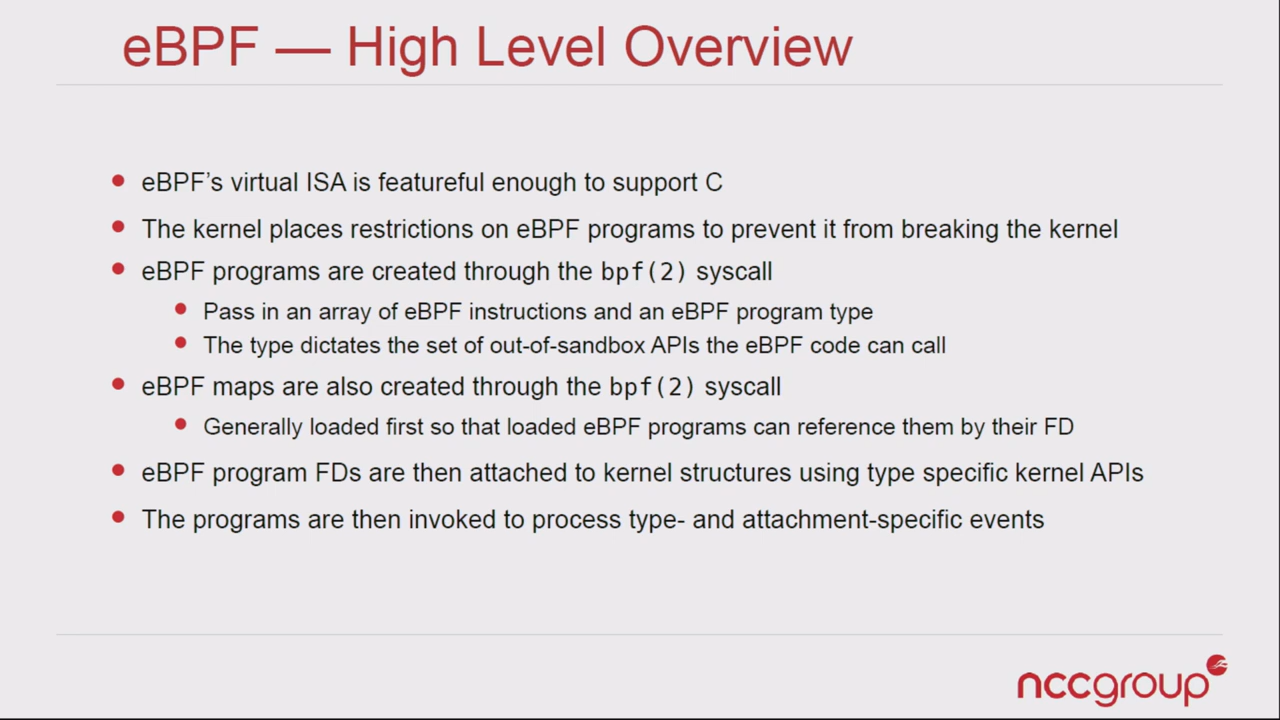 eBPF — High Level Overview
eBPF’s virtual ISA is featureful enough to support C
The kernel places restrictions on eBPF programs to prevent it from breaking the kernel
eBPF programs are created through the bpf(2) syscall
Pass in an array of eBPF instructions and an eBPF program type
The type dictates the set of out-of-sandbox APIs the eBPF code can call
eBPF maps are also created through the bpf(2) syscall
Generally loaded first so that loaded eBPF programs can reference them by their FD
eBPF program FDs are then attached to kernel structures using type specific kernel APIs
The programs are then invoked to process type- and attachment-specific events
nccgroup